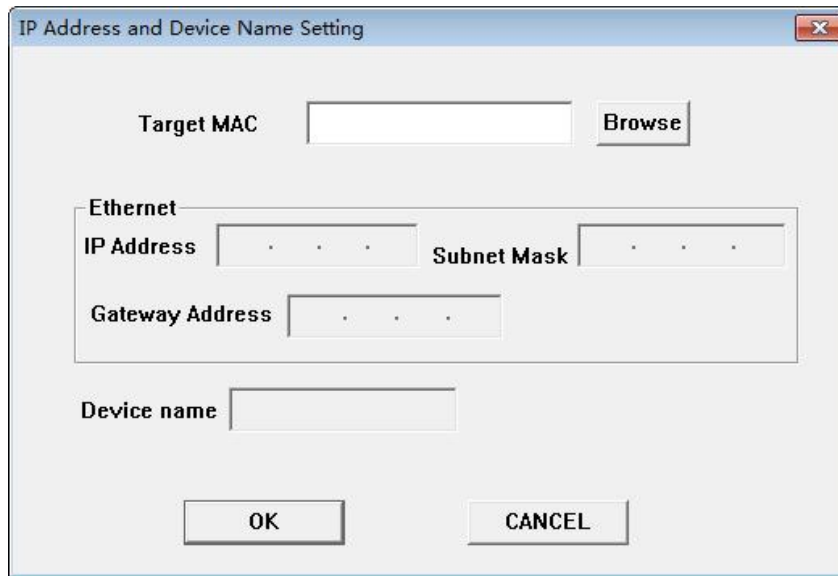 IP Address and Device Name Setting
Target MAC
Browse
Ethernet
IP Address . . . Subnet Mask . . .
Gateway Address . . .
Device name
OK CANCEL